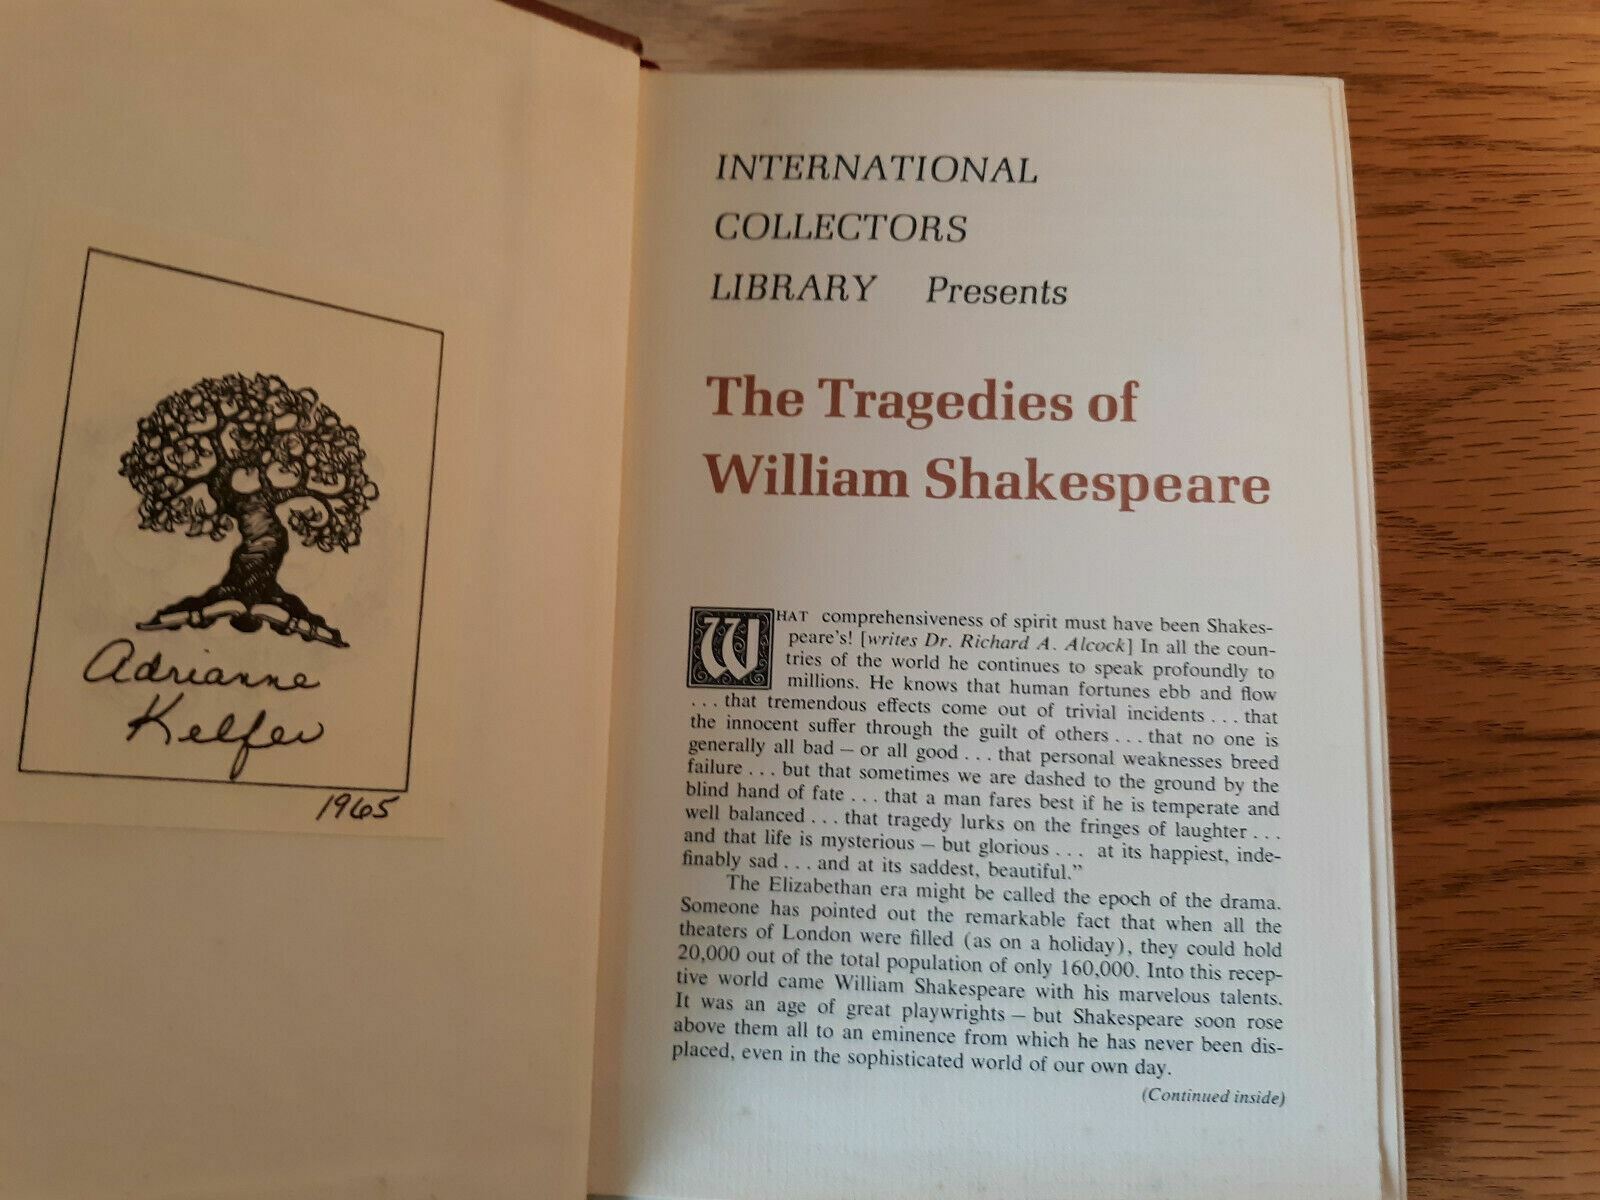 Adrianne
Kelfer
1965
INTERNATIONAL
COLLECTORS
LIBRARY Presents
The Tragedies of
William Shakespeare
WHAT comprehensiveness of spirit must have been Shakes-
peare's! [writes Dr. Richard A. Alcock] In all the coun-
tries of the world he continues to speak profoundly to
millions. He knows that human fortunes ebb and flow
... that tremendous effects come out of trivial incidents ... that
the innocent suffer through the guilt of others ... that no one is
generally all bad — or all good ... that personal weaknesses breed
failure ... but that sometimes we are dashed to the ground by the
blind hand of fate ... that a man fares best if he is temperate and
well balanced ... that tragedy lurks on the fringes of laughter ...
and that life is mysterious — but glorious ... at its happiest, inde-
finably sad ... and at its saddest, beautiful."
The Elizabethan era might be called the epoch of the drama.
Someone has pointed out the remarkable fact that when all the
theaters of London were filled (as on a holiday), they could hold
20,000 out of the total population of only 160,000. Into this recep-
tive world came William Shakespeare with his marvelous talents.
It was an age of great playwrights — but Shakespeare soon rose
above them all to an eminence from which he has never been dis-
placed, even in the sophisticated world of our own day.
(Continued inside)